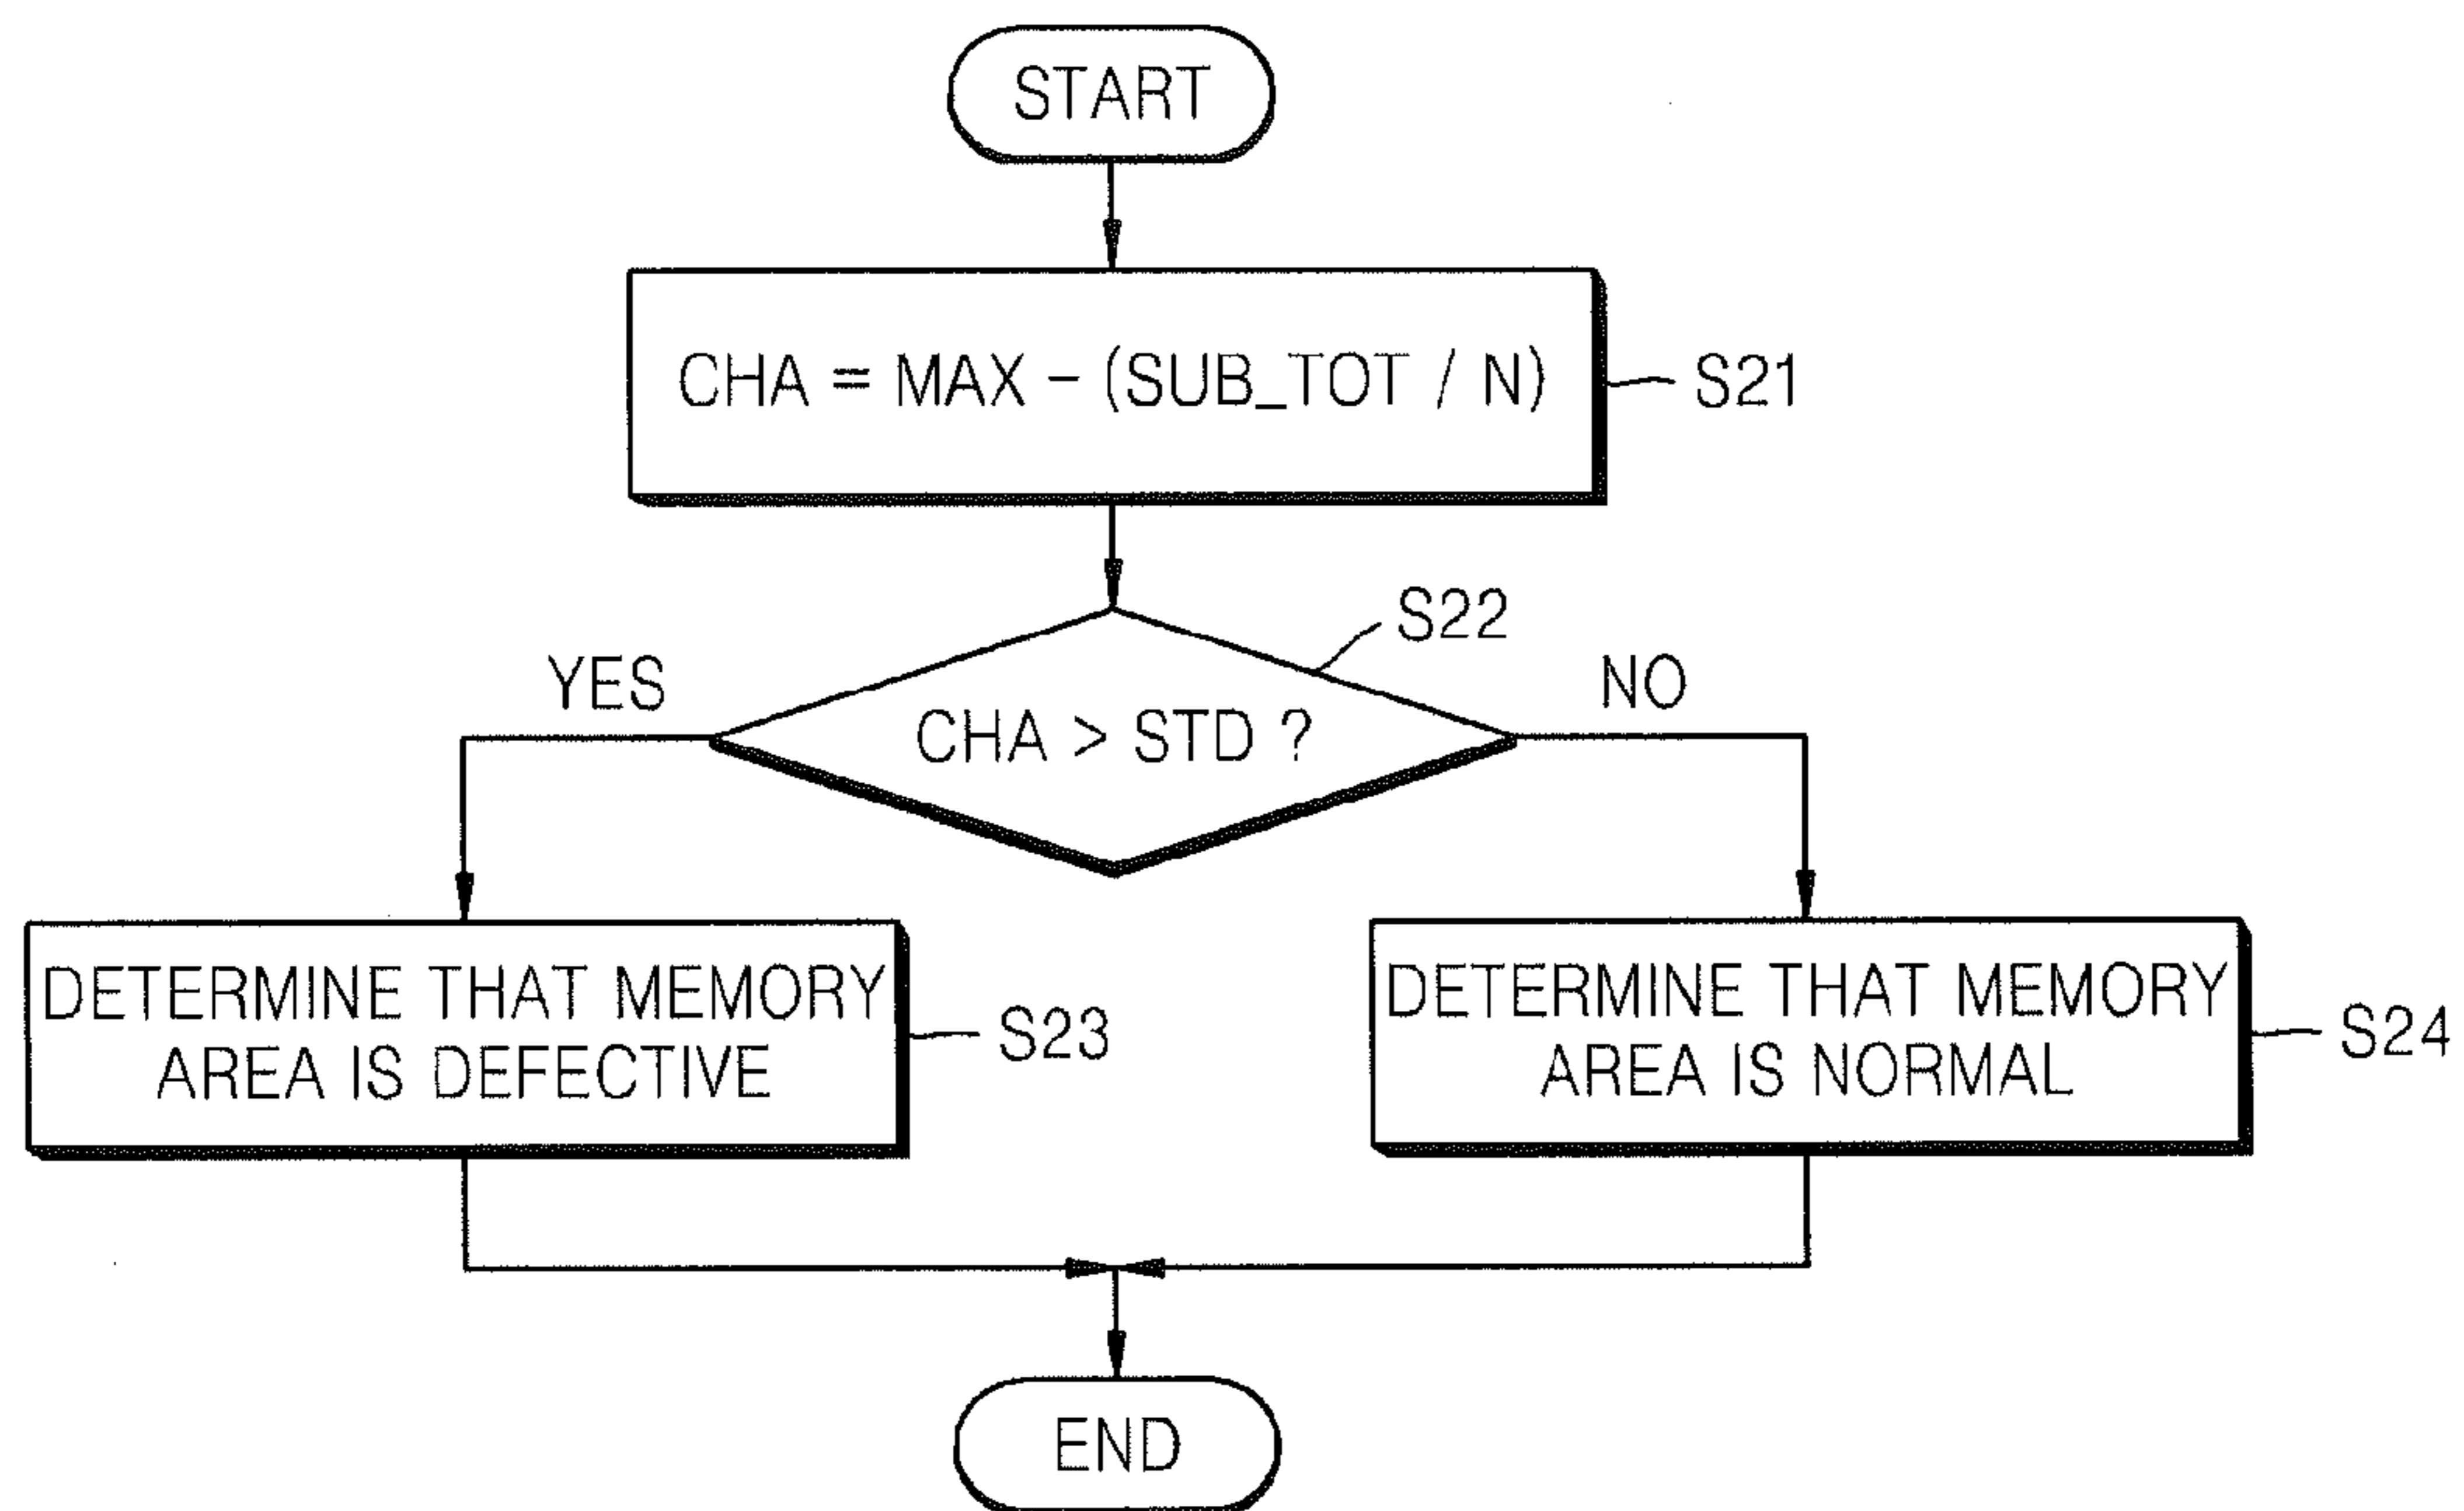 START
CHA = MAX - (SUB_TOT / N)
S21
S22
YES
NO
CHA > STD ?
DETERMINE THAT MEMORY
AREA IS DEFECTIVE
S23
DETERMINE THAT MEMORY
AREA IS NORMAL
S24
END